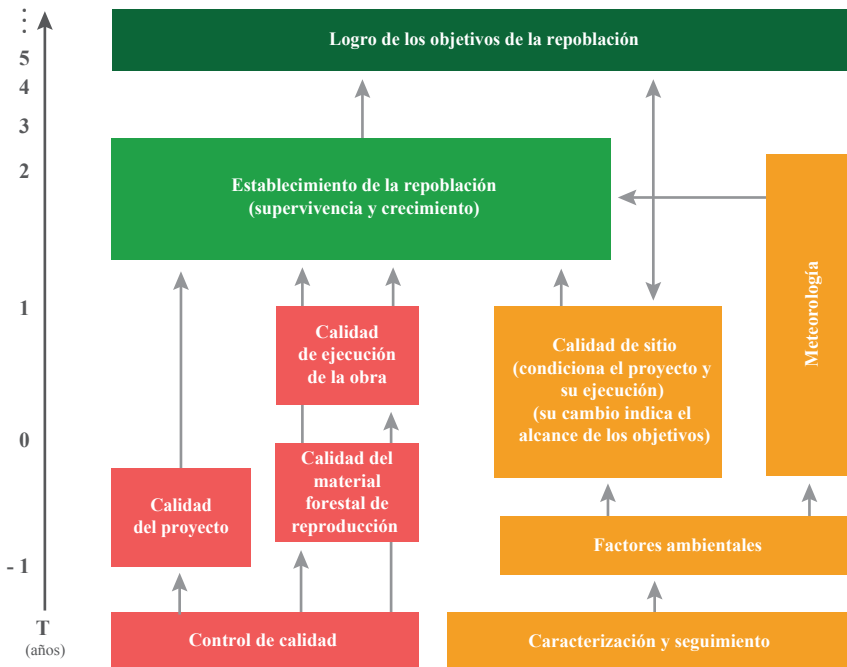 5
4
3
2
1
0
- 1
T
(años)
Logro de los objetivos de la repoblación
Establecimiento de la repoblación
(supervivencia y crecimiento)
Meteorología
Calidad
de ejecución
de la obra
Calidad de sitio
(condiciona el proyecto y
su ejecución)
(su cambio indica el
alcance de los objetivos)
Calidad
del proyecto
Calidad del
material
forestal de
reproducción
Factores ambientales
Control de calidad
Caracterización y seguimiento